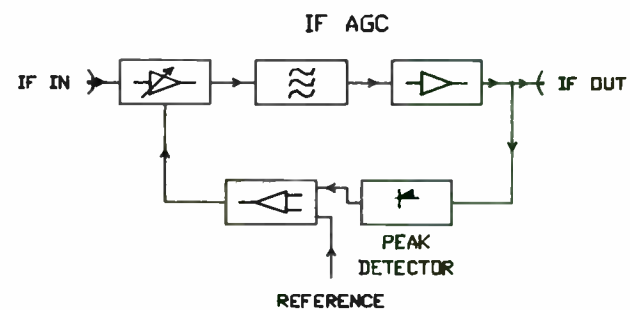 IF AGC
IF IN
IF OUT
PEAK
DETECTOR
REFERENCE